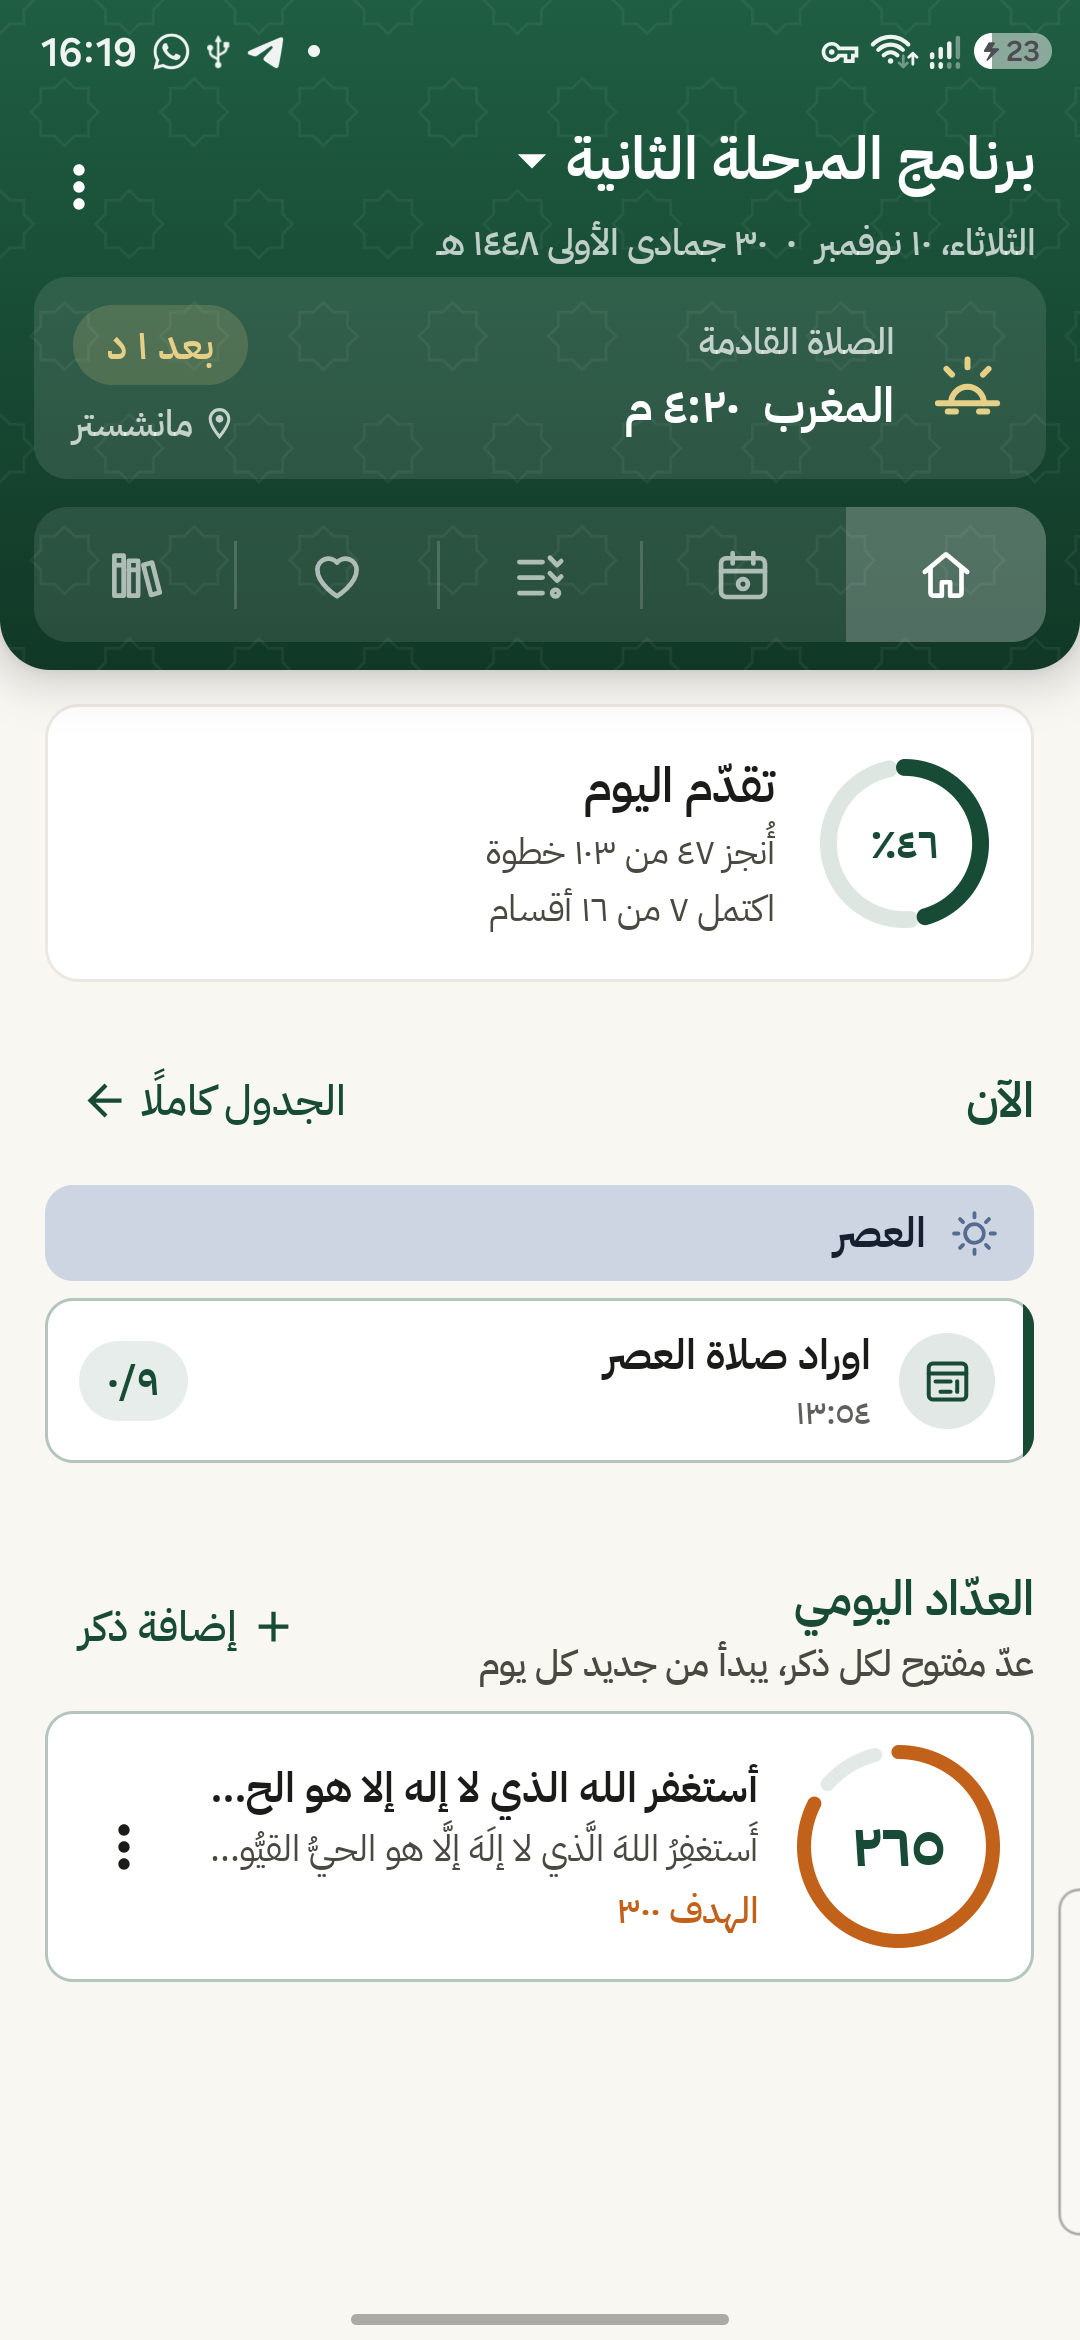 16:19
23
برنامج المرحلة الثانية
الثلاثاء، ١٠ نوفمبر · ٣٠ جمادى الأولى ١٤٤٨ هـ
الصلاة القادمة
بعد ١ د
المغرب ٤:٢٠ م
مانشستر
تقدّم اليوم
٤٦٪
أُنجز ٤٧ من ١٠٣ خطوة
اكتمل ٧ من ١٦ أقسام
الآن
الجدول كاملًا
العصر
اوراد صلاة العصر
١٣:٥٤
٠/٩
العدّاد اليومي
إضافة ذكر
عدّ مفتوح لكل ذكر، يبدأ من جديد كل يوم
أستغفر الله الذي لا إله إلا هو الح...
أَستغفِرُ اللهَ الَّذي لا إلَهَ إلَّا هو الحيُّ القيُّو...
٢٦٥
الهدف ٣٠٠